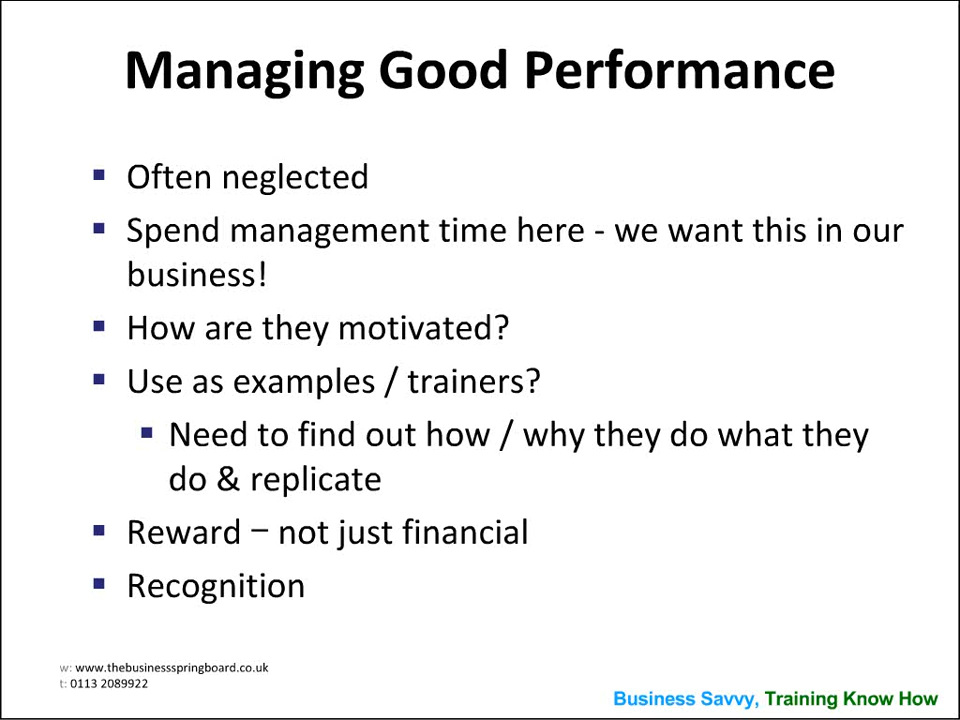 Managing Good Performance
▪ Often neglected
▪ Spend management time here - we want this in our
business!
▪ How are they motivated?
▪ Use as examples / trainers?
▪ Need to find out how / why they do what they
do & replicate
▪ Reward – not just financial
▪ Recognition
w: www.thebusinessspringboard.co.uk
t: 0113 2089922
Business Savvy, Training Know How